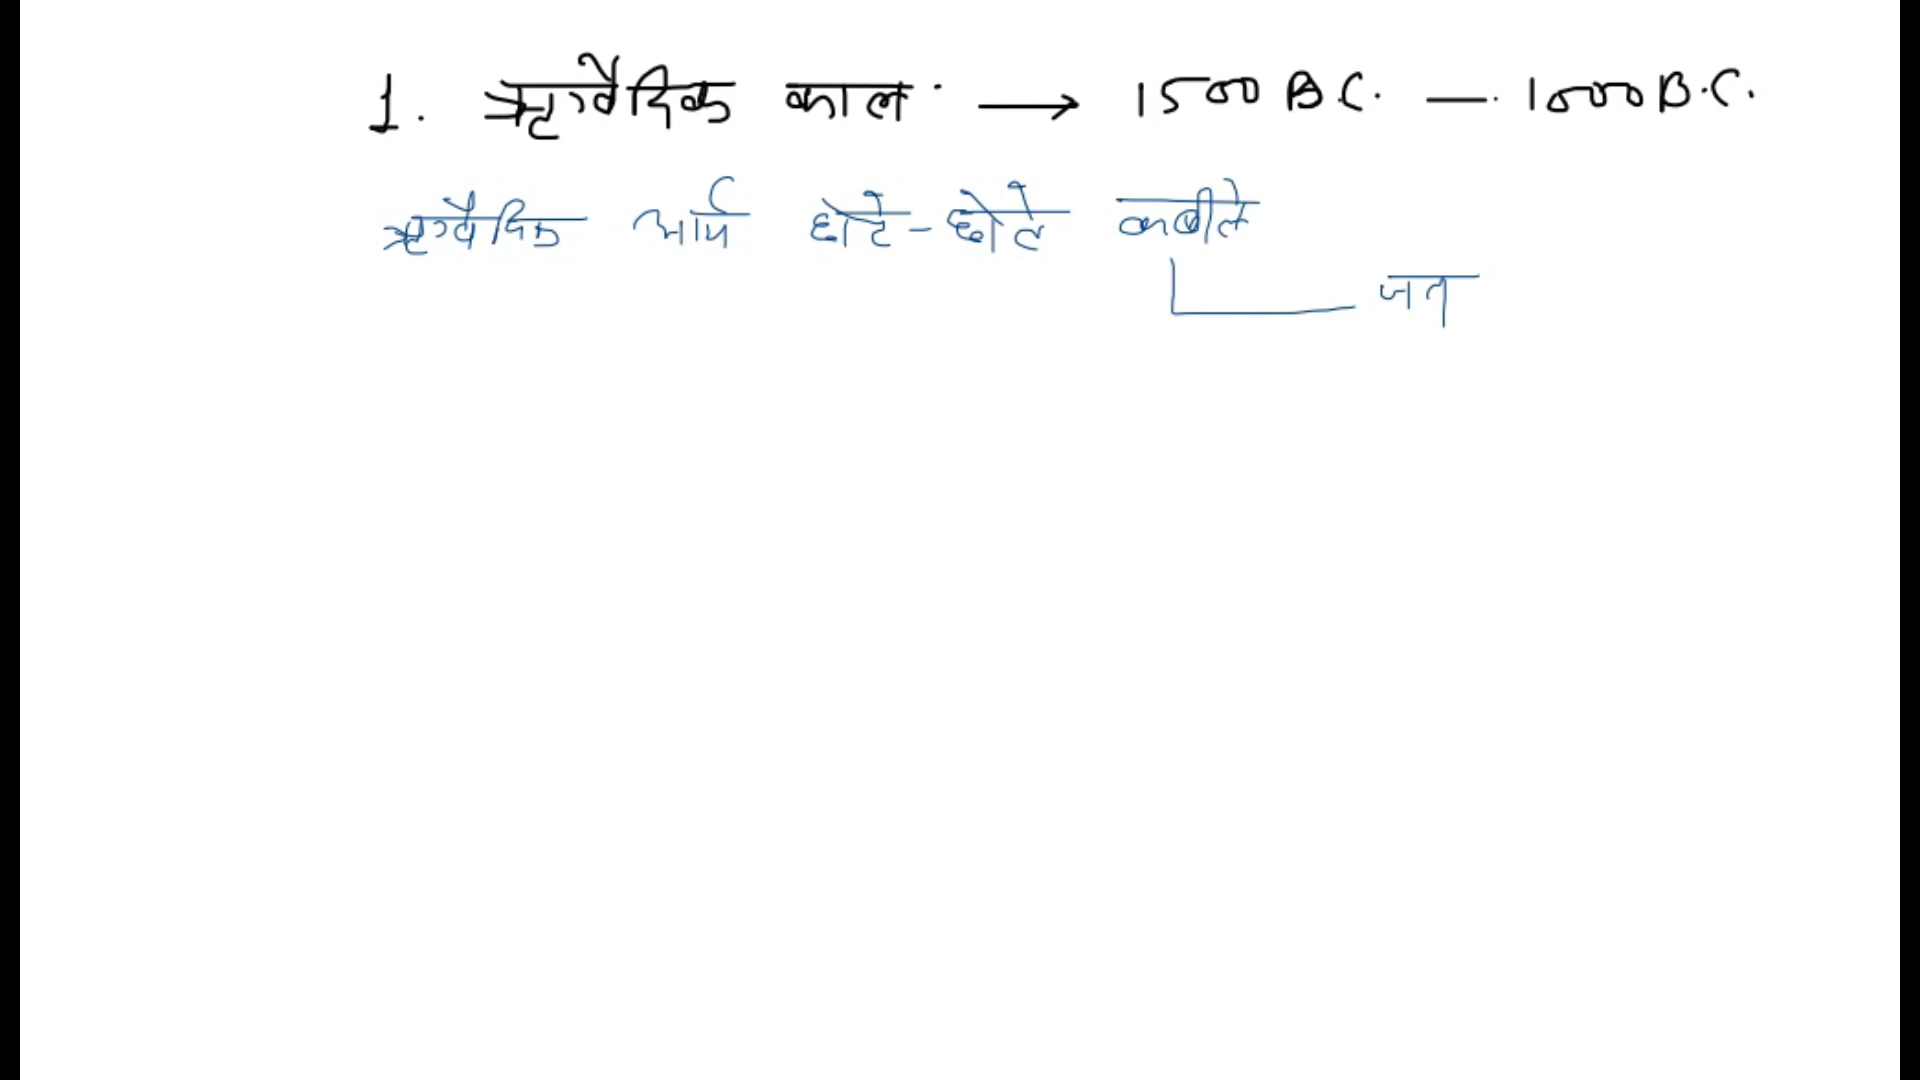 1. ऋग्वैदिक काल → 1500 B.C. — 1000 B.C.
ऋग्वैदिक आर्य छोटे-छोटे कबीले
जन